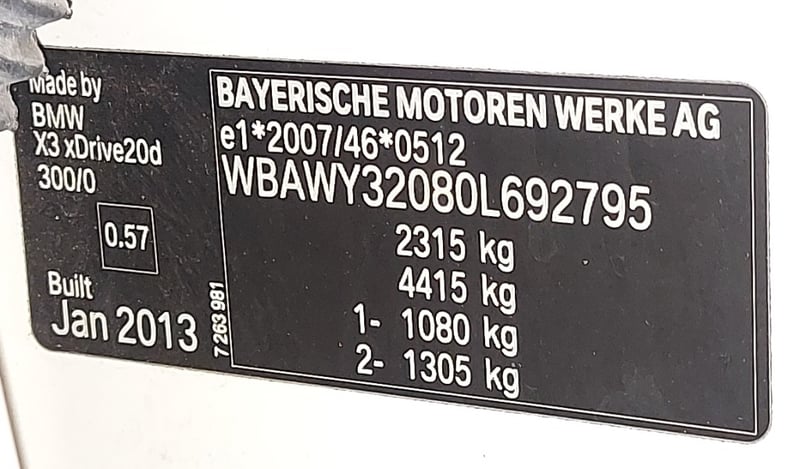 Made by
BMW
X3 xDrive20d
300/0
0.57
Built
Jan 2013
7 263 981
BAYERISCHE MOTOREN WERKE AG
e1*2007/46*0512
WBAWY32080L692795
2315 kg
4415 kg
1- 1080 kg
2- 1305 kg